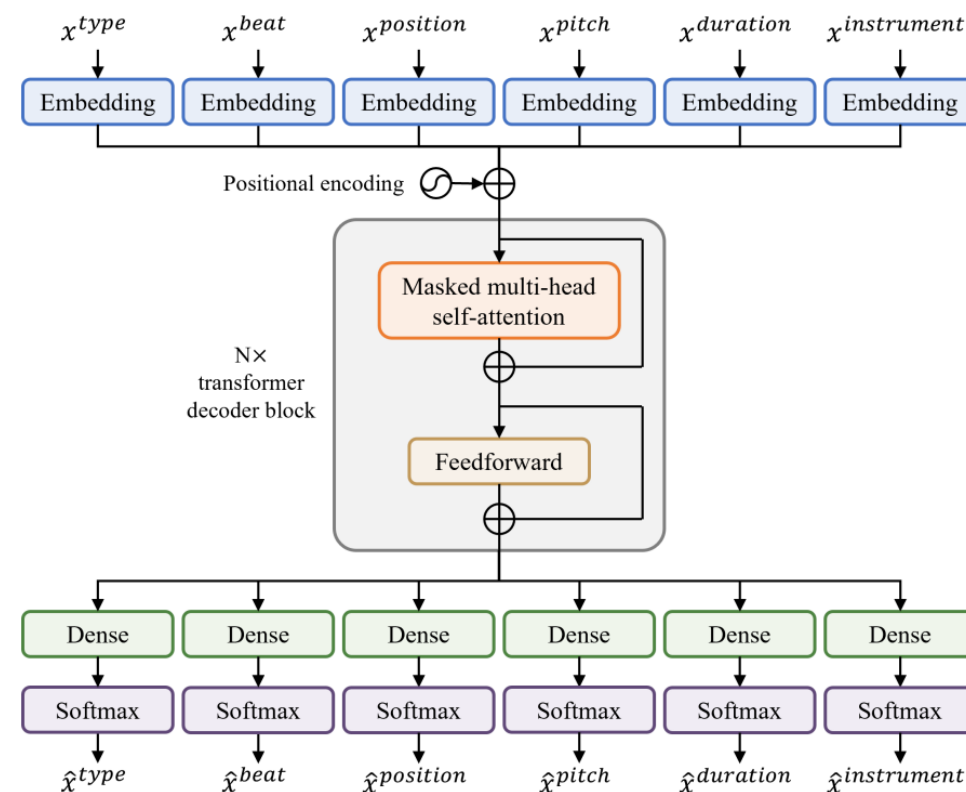 x^type x^beat x^position x^pitch x^duration x^instrument
Embedding Embedding Embedding Embedding Embedding Embedding
Positional encoding
Masked multi-head
self-attention
N×
transformer
decoder block
Feedforward
Dense Dense Dense Dense Dense Dense
Softmax Softmax Softmax Softmax Softmax Softmax
x̂^type x̂^beat x̂^position x̂^pitch x̂^duration x̂^instrument